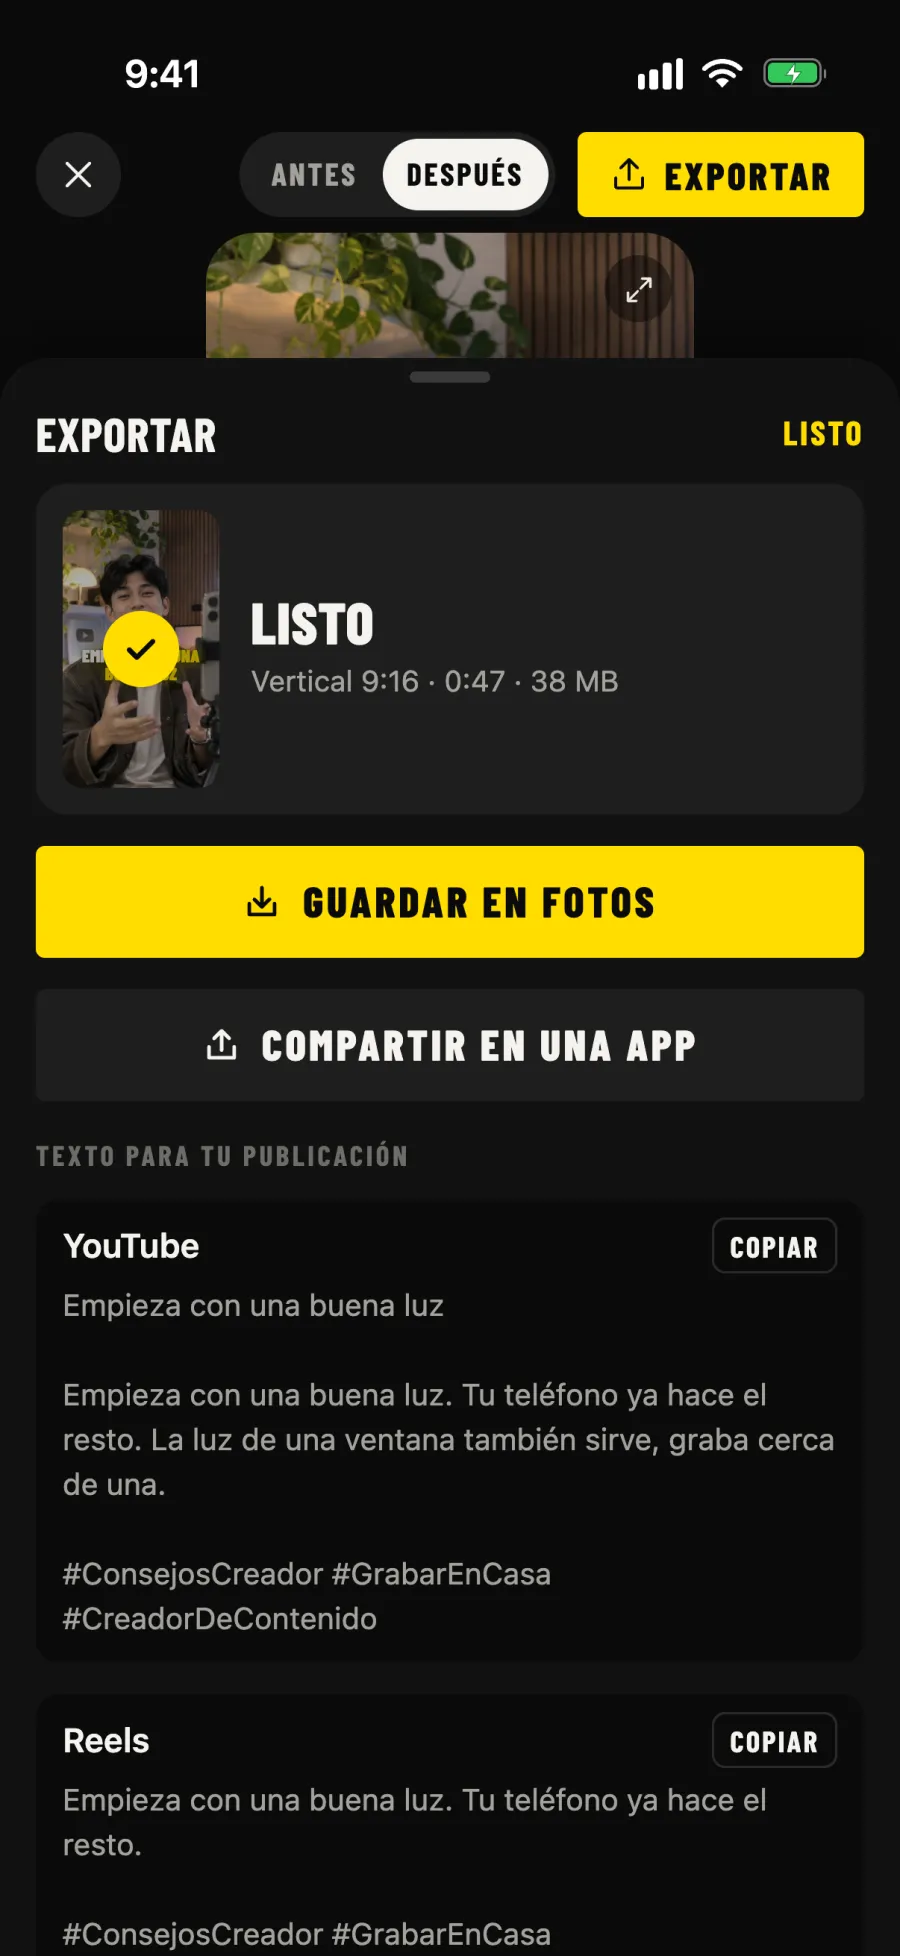 9:41
ANTES
DESPUÉS
EXPORTAR
EXPORTAR
LISTO
LISTO
Vertical 9:16 · 0:47 · 38 MB
GUARDAR EN FOTOS
COMPARTIR EN UNA APP
TEXTO PARA TU PUBLICACIÓN
YouTube
COPIAR
Empieza con una buena luz
Empieza con una buena luz. Tu teléfono ya hace el
resto. La luz de una ventana también sirve, graba cerca
de una.
#ConsejosCreador #GrabarEnCasa
#CreadorDeContenido
Reels
COPIAR
Empieza con una buena luz. Tu teléfono ya hace el
resto.
#ConsejosCreador #GrabarEnCasa